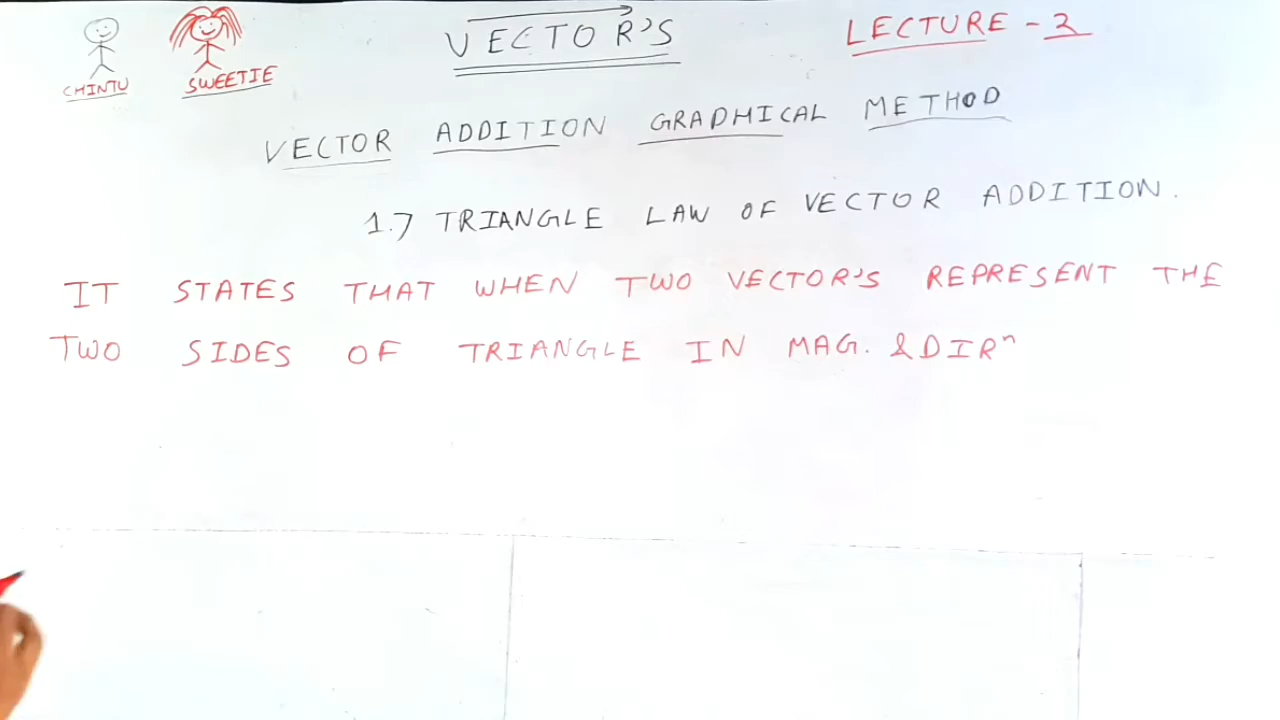 VECTOR'S
LECTURE - 3
CHINTU
SWEETIE
VECTOR ADDITION GRAPHICAL METHOD
1.7 TRIANGLE LAW OF VECTOR ADDITION.
IT STATES THAT WHEN TWO VECTOR'S REPRESENT THE
TWO SIDES OF TRIANGLE IN MAG. & DIRⁿ